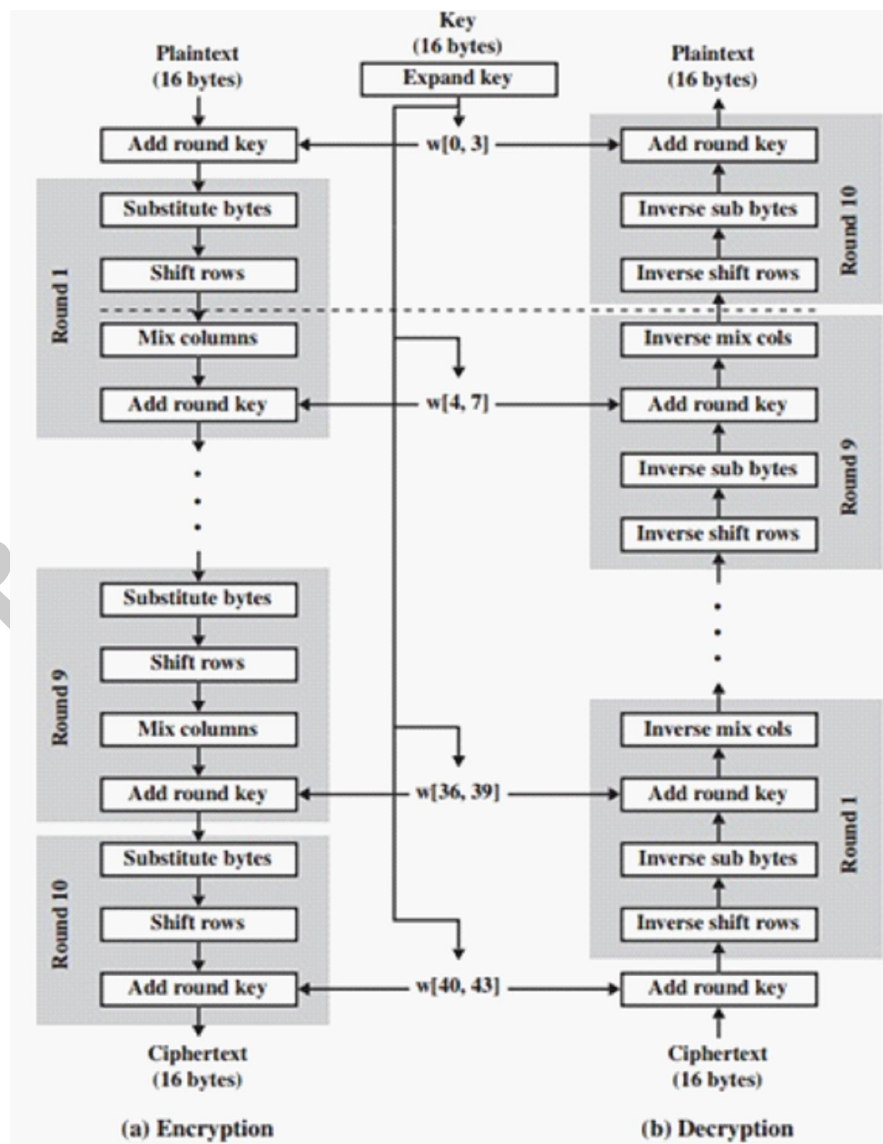 Plaintext
(16 bytes)
Key
(16 bytes)
Expand key
Plaintext
(16 bytes)
Add round key
w[0, 3]
Add round key
Round 1
Substitute bytes
Shift rows
Mix columns
Add round key
w[4, 7]
Round 10
Inverse sub bytes
Inverse shift rows
Round 9
Inverse mix cols
Add round key
Inverse sub bytes
Inverse shift rows
Round 9
Substitute bytes
Shift rows
Mix columns
Add round key
w[36, 39]
Round 1
Inverse mix cols
Add round key
Inverse sub bytes
Inverse shift rows
Round 10
Substitute bytes
Shift rows
Add round key
w[40, 43]
Add round key
Ciphertext
(16 bytes)
Ciphertext
(16 bytes)
(a) Encryption
(b) Decryption